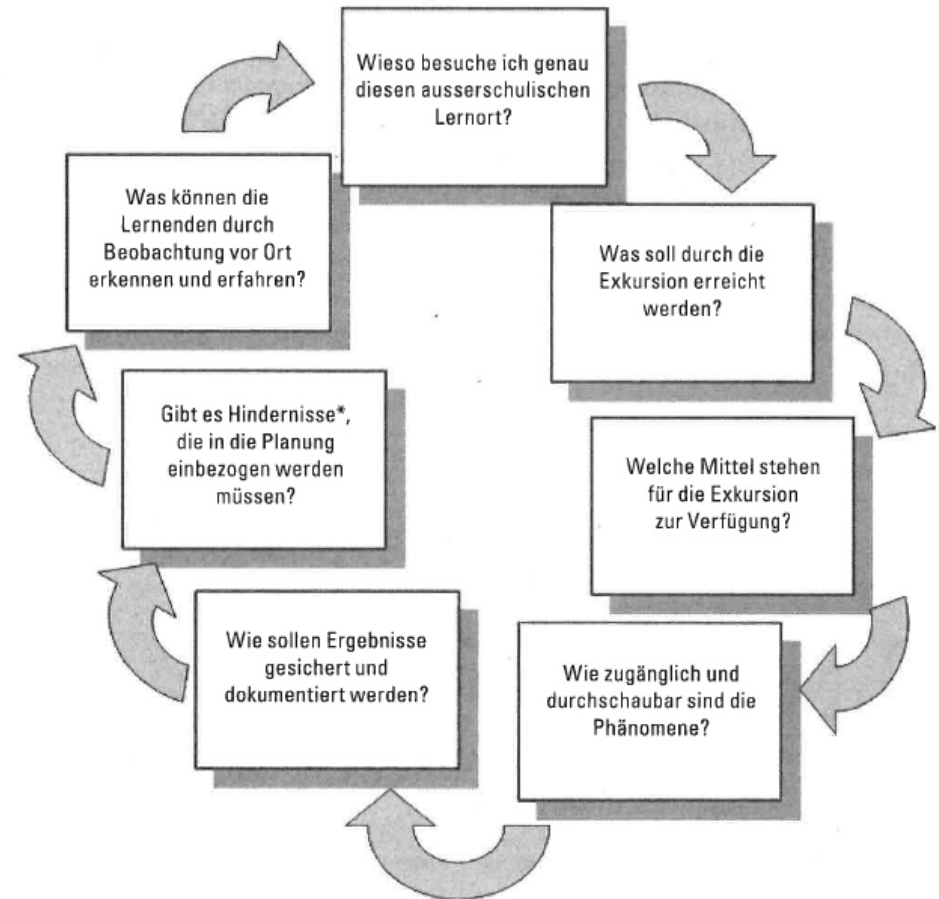 Wieso besuche ich genau
diesen ausserschulischen
Lernort?
Was soll durch die
Exkursion erreicht
werden?
Welche Mittel stehen
für die Exkursion
zur Verfügung?
Wie zugänglich und
durchschaubar sind die
Phänomene?
Wie sollen Ergebnisse
gesichert und
dokumentiert werden?
Gibt es Hindernisse*,
die in die Planung
einbezogen werden
müssen?
Was können die
Lernenden durch
Beobachtung vor Ort
erkennen und erfahren?